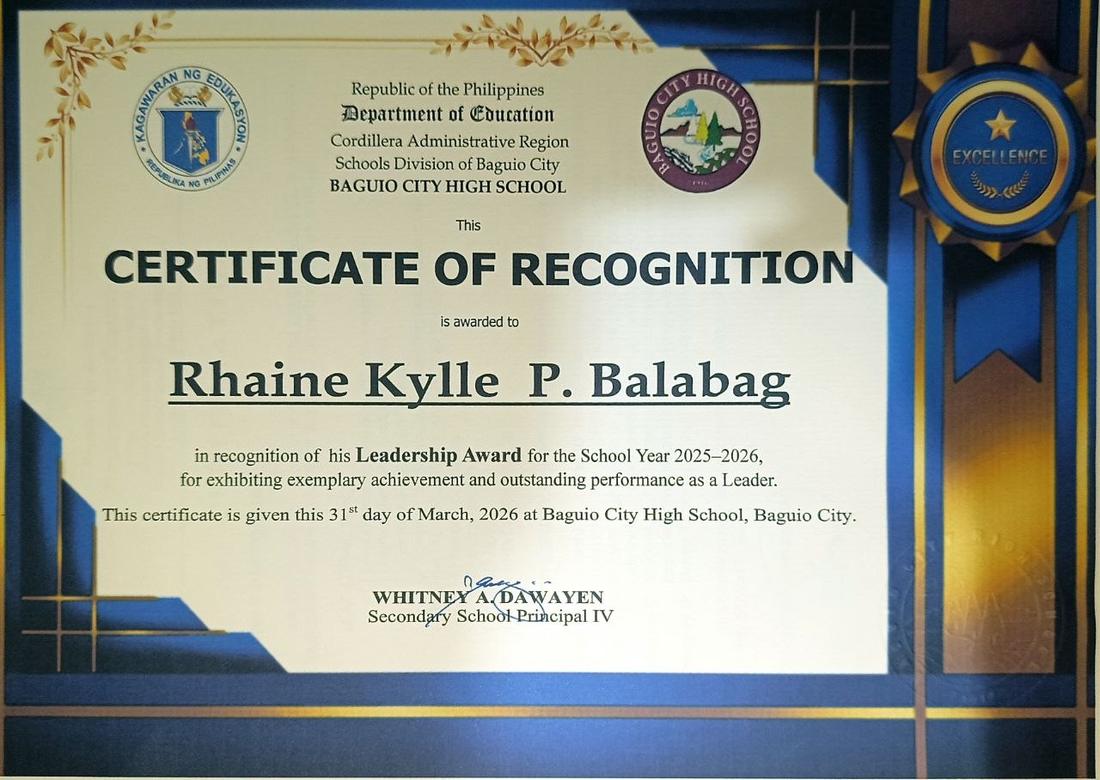 KAGAWARAN NG EDUKASYON
REPUBLIKA NG PILIPINAS
Republic of the Philippines
Department of Education
Cordillera Administrative Region
Schools Division of Baguio City
BAGUIO CITY HIGH SCHOOL
BAGUIO CITY HIGH SCHOOL
EXCELLENCE
This
CERTIFICATE OF RECOGNITION
is awarded to
Rhaine Kylle P. Balabag
in recognition of his Leadership Award for the School Year 2025–2026,
for exhibiting exemplary achievement and outstanding performance as a Leader.
This certificate is given this 31st day of March, 2026 at Baguio City High School, Baguio City.
WHITNEY A. DAWAYEN
Secondary School Principal IV